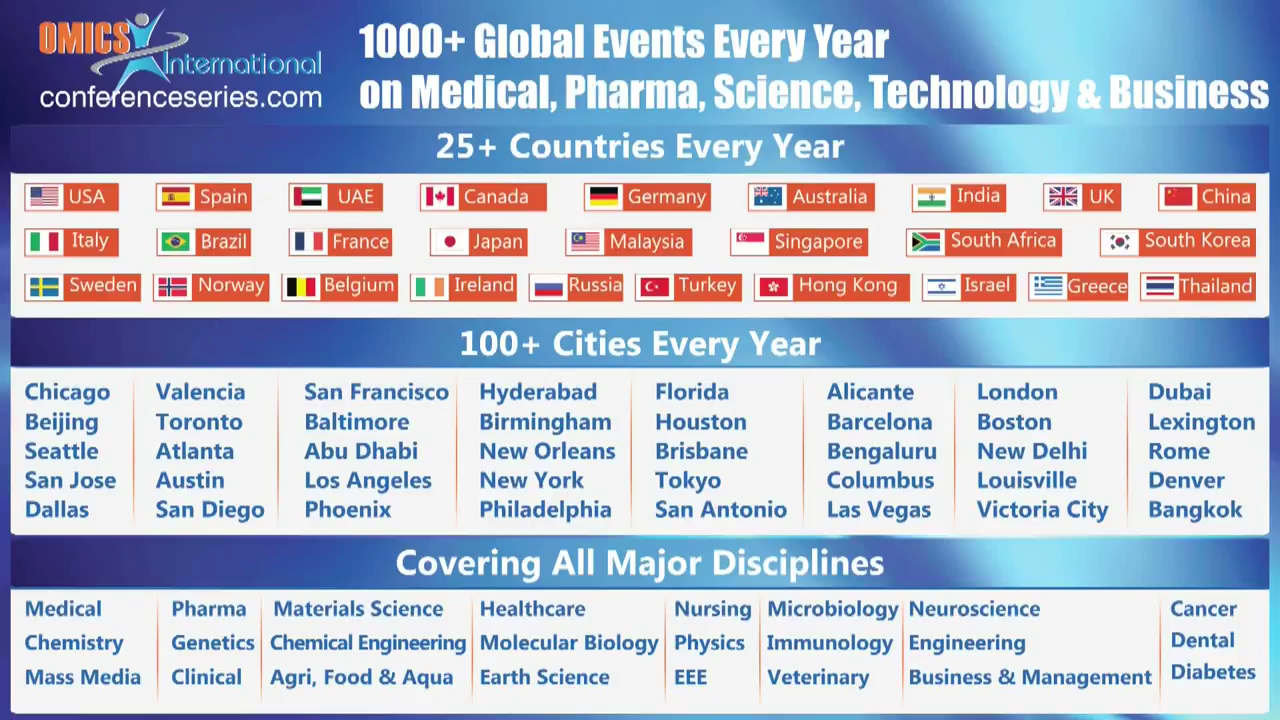 OMICS International
conferenceseries.com
1000+ Global Events Every Year
on Medical, Pharma, Science, Technology & Business
25+ Countries Every Year
USA Spain UAE Canada Germany Australia India UK China
Italy Brazil France Japan Malaysia Singapore South Africa South Korea
Sweden Norway Belgium Ireland Russia Turkey Hong Kong Israel Greece Thailand
100+ Cities Every Year
Chicago Valencia San Francisco Hyderabad Florida Alicante London Dubai
Beijing Toronto Baltimore Birmingham Houston Barcelona Boston Lexington
Seattle Atlanta Abu Dhabi New Orleans Brisbane Bengaluru New Delhi Rome
San Jose Austin Los Angeles New York Tokyo Columbus Louisville Denver
Dallas San Diego Phoenix Philadelphia San Antonio Las Vegas Victoria City Bangkok
Covering All Major Disciplines
Medical Pharma Materials Science Healthcare Nursing Microbiology Neuroscience Cancer
Chemistry Genetics Chemical Engineering Molecular Biology Physics Immunology Engineering Dental
Mass Media Clinical Agri, Food & Aqua Earth Science EEE Veterinary Business & Management Diabetes